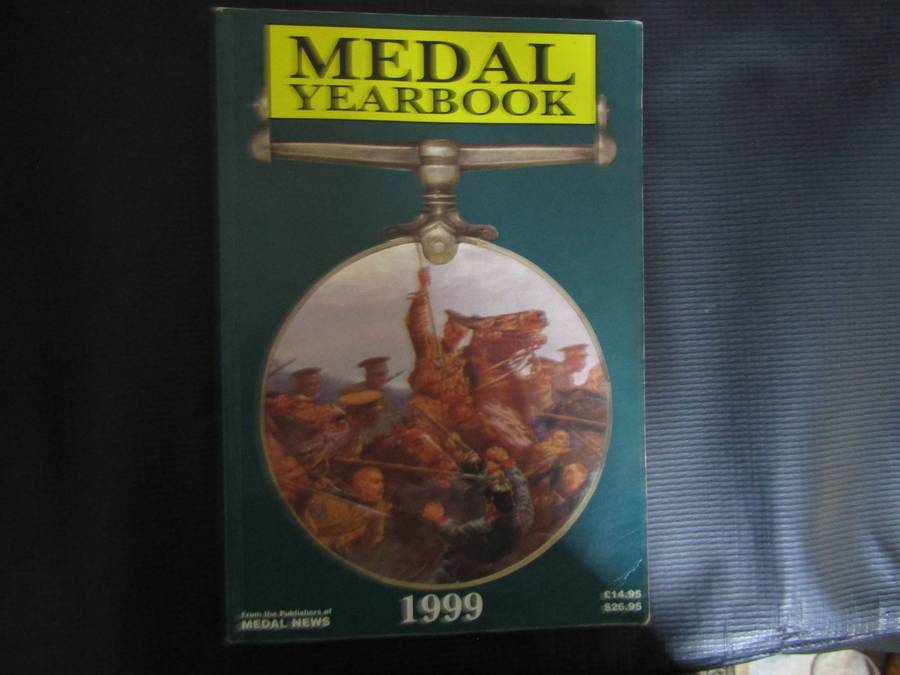 MEDAL
YEARBOOK
From the Publishers of
MEDAL NEWS
1999
£14.95
$26.95